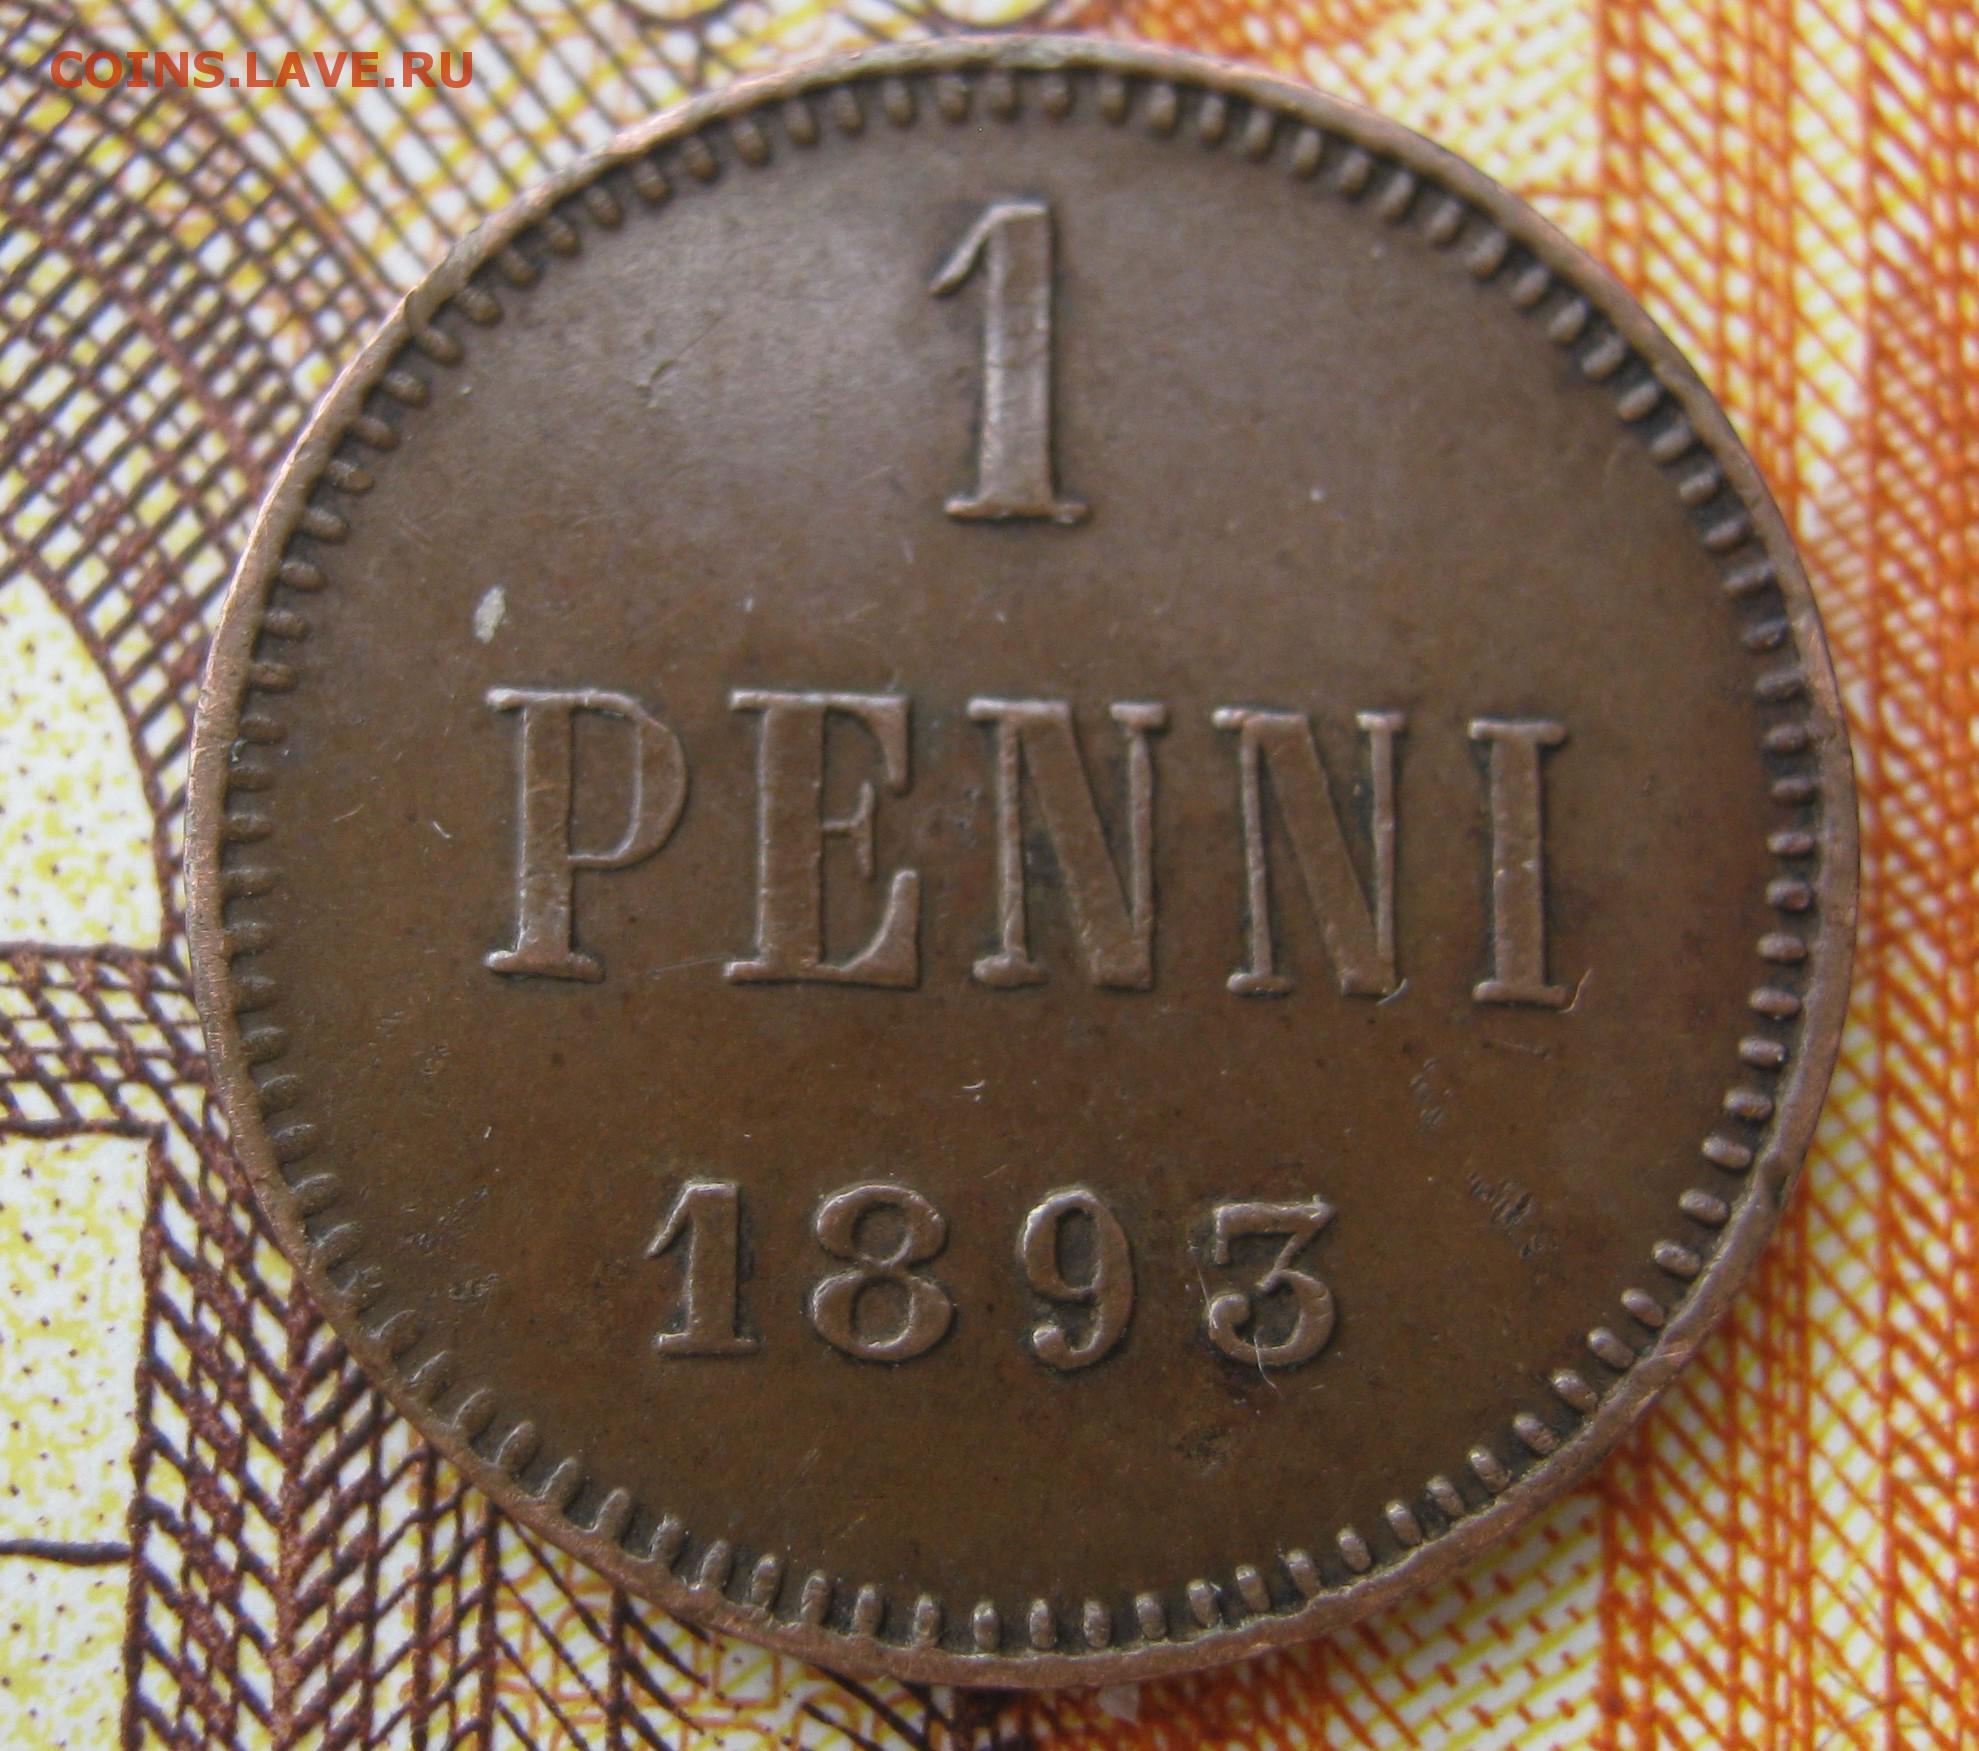 COINS.LAVE.RU
1
PENNI
1893